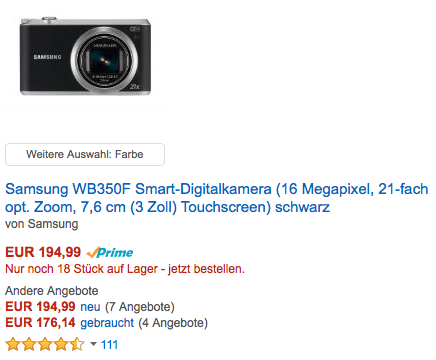 SAMSUNG
21x
Weitere Auswahl: Farbe
Samsung WB350F Smart-Digitalkamera (16 Megapixel, 21-fach
opt. Zoom, 7,6 cm (3 Zoll) Touchscreen) schwarz
von Samsung
EUR 194,99 Prime
Nur noch 18 Stück auf Lager - jetzt bestellen.
Andere Angebote
EUR 194,99 neu (7 Angebote)
EUR 176,14 gebraucht (4 Angebote)
111